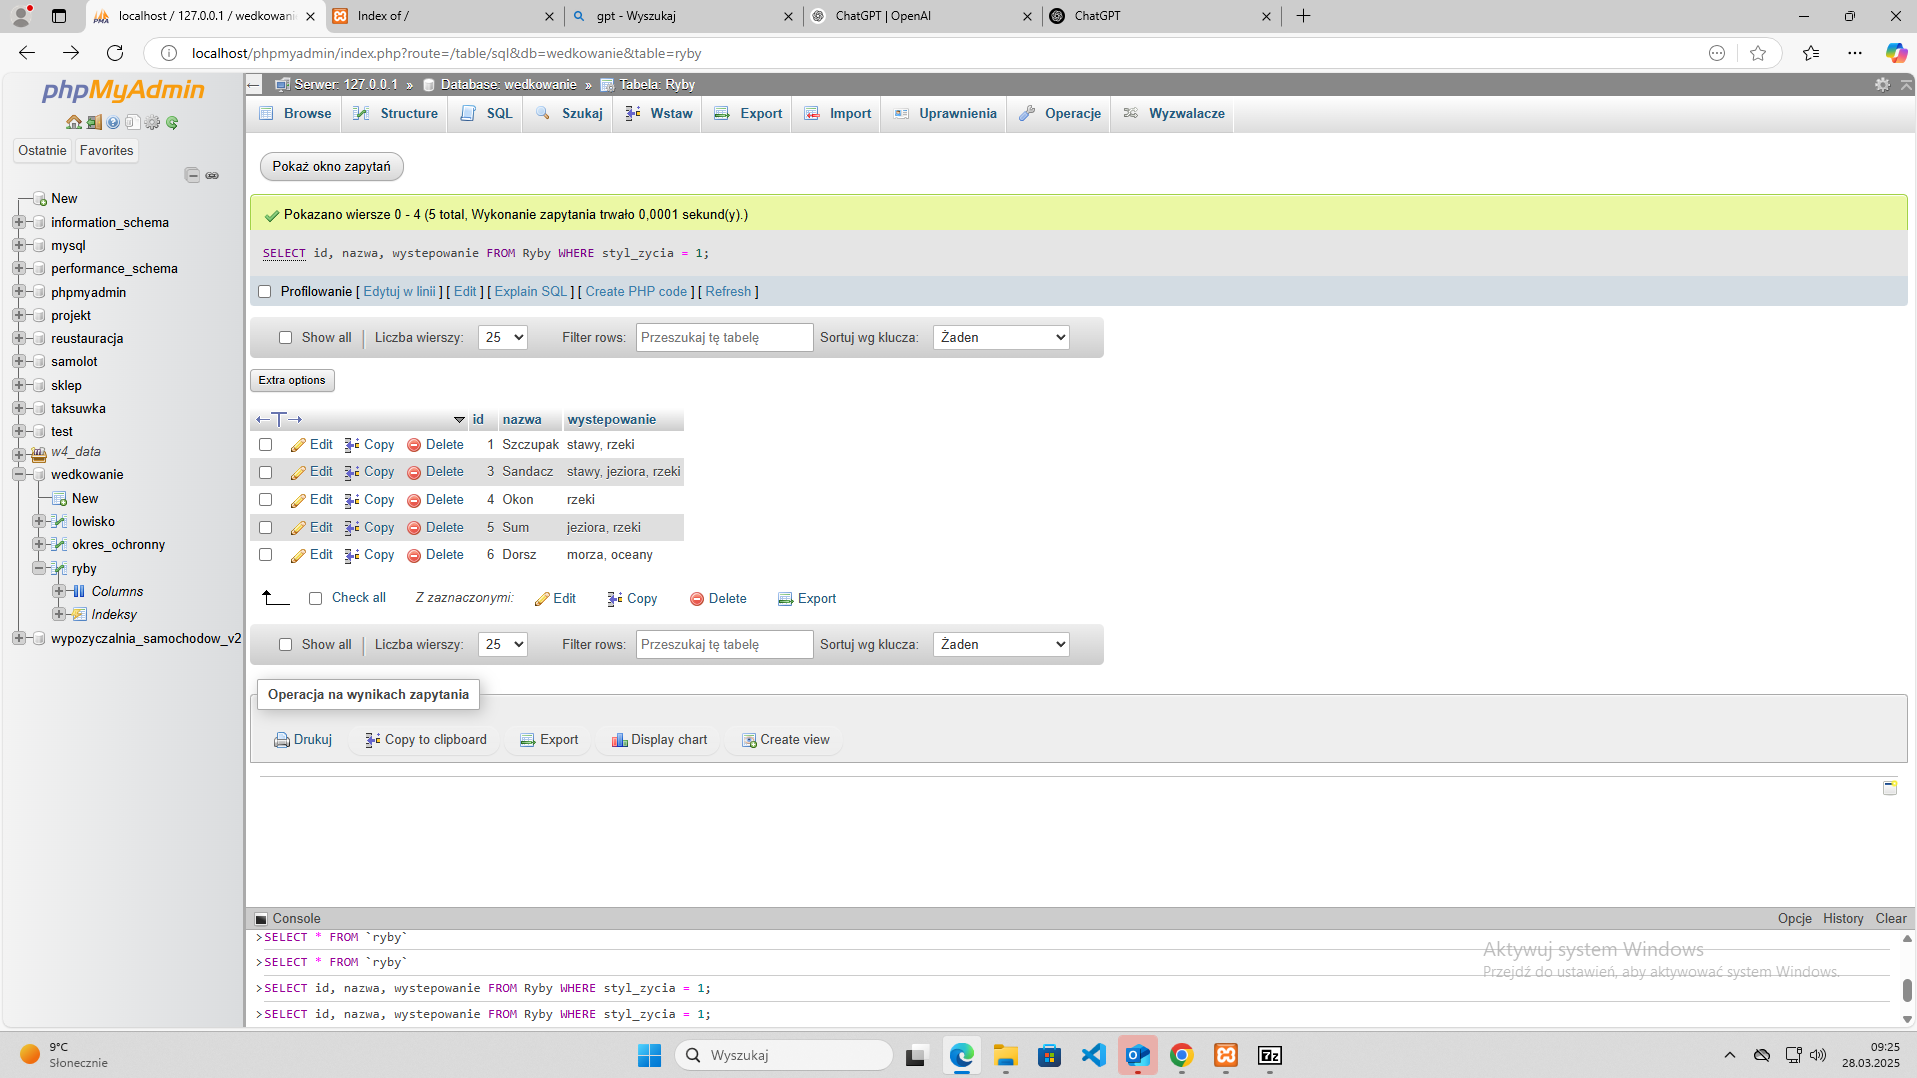 localhost / 127.0.0.1 / wedkowani
Index of /
gpt - Wyszukaj
ChatGPT | OpenAI
ChatGPT
localhost/phpmyadmin/index.php?route=/table/sql&db=wedkowanie&table=ryby
phpMyAdmin
Ostatnie
Favorites
New
information_schema
mysql
performance_schema
phpmyadmin
projekt
reustauracja
samolot
sklep
taksuwka
test
w4_data
wedkowanie
New
lowisko
okres_ochronny
ryby
Columns
Indeksy
wypozyczalnia_samochodow_v2
Serwer: 127.0.0.1 » Database: wedkowanie » Tabela: Ryby
Browse Structure SQL Szukaj Wstaw Export Import Uprawnienia Operacje Wyzwalacze
Pokaż okno zapytań
Pokazano wiersze 0 - 4 (5 total, Wykonanie zapytania trwało 0,0001 sekund(y).)
SELECT id, nazwa, wystepowanie FROM Ryby WHERE styl_zycia = 1;
Profilowanie [ Edytuj w linii ] [ Edit ] [ Explain SQL ] [ Create PHP code ] [ Refresh ]
Show all Liczba wierszy: 25 Filter rows: Przeszukaj tę tabelę Sortuj wg klucza: Żaden
Extra options
id nazwa wystepowanie
Edit Copy Delete 1 Szczupak stawy, rzeki
Edit Copy Delete 3 Sandacz stawy, jeziora, rzeki
Edit Copy Delete 4 Okon rzeki
Edit Copy Delete 5 Sum jeziora, rzeki
Edit Copy Delete 6 Dorsz morza, oceany
Check all Z zaznaczonymi: Edit Copy Delete Export
Show all Liczba wierszy: 25 Filter rows: Przeszukaj tę tabelę Sortuj wg klucza: Żaden
Operacja na wynikach zapytania
Drukuj Copy to clipboard Export Display chart Create view
Console Opcje History Clear
>SELECT * FROM `ryby`
>SELECT * FROM `ryby`
>SELECT id, nazwa, wystepowanie FROM Ryby WHERE styl_zycia = 1;
>SELECT id, nazwa, wystepowanie FROM Ryby WHERE styl_zycia = 1;
Aktywuj system Windows
Przejdź do ustawień, aby aktywować system Windows.
9°C
Słonecznie
Wyszukaj
09:25
28.03.2025